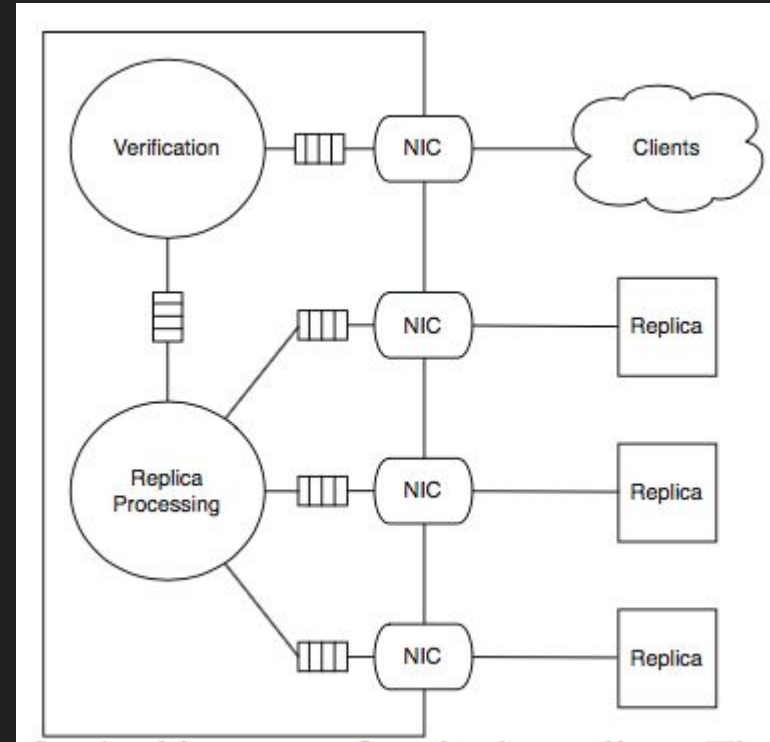 Verification
NIC
Clients
NIC
Replica
Replica
Processing
NIC
Replica
NIC
Replica